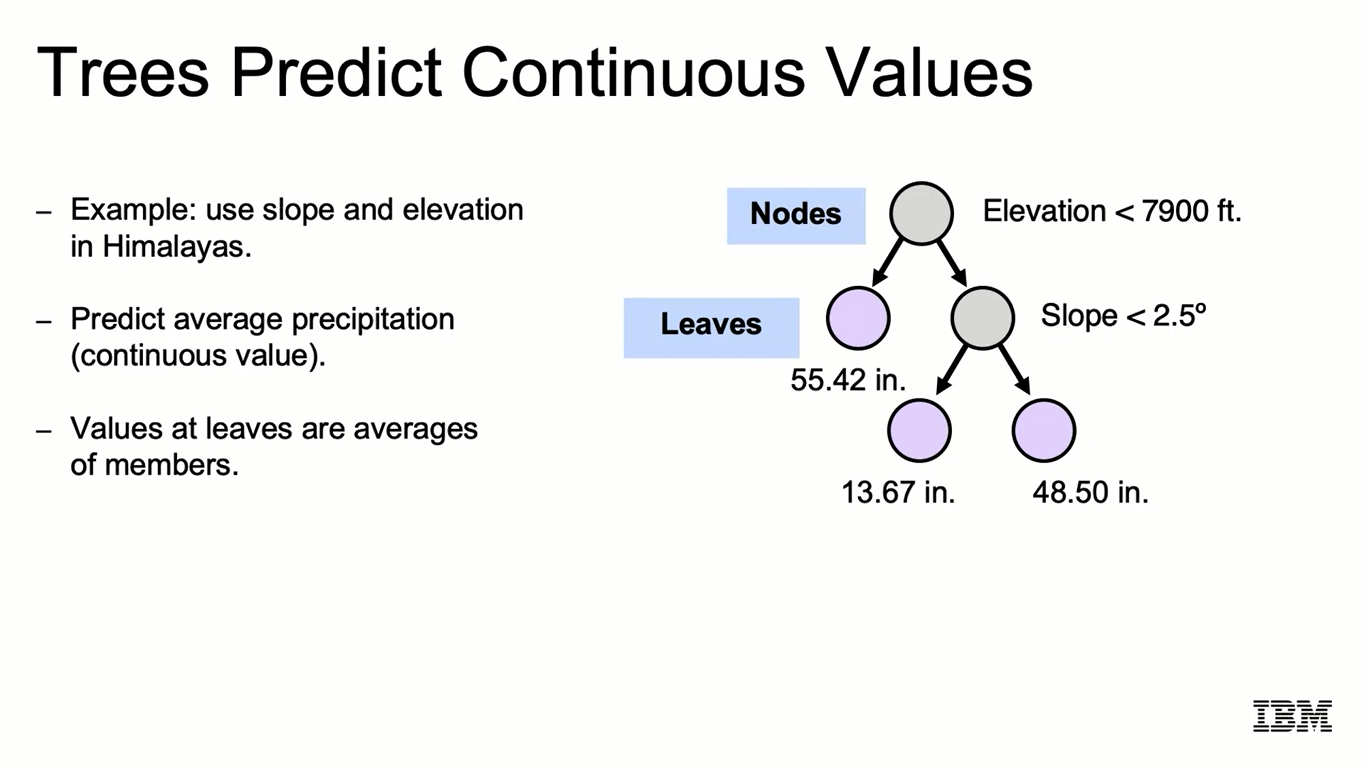 Trees Predict Continuous Values
– Example: use slope and elevation
in Himalayas.
– Predict average precipitation
(continuous value).
– Values at leaves are averages
of members.
Nodes
Elevation < 7900 ft.
Leaves
Slope < 2.5º
55.42 in.
13.67 in.
48.50 in.
IBM